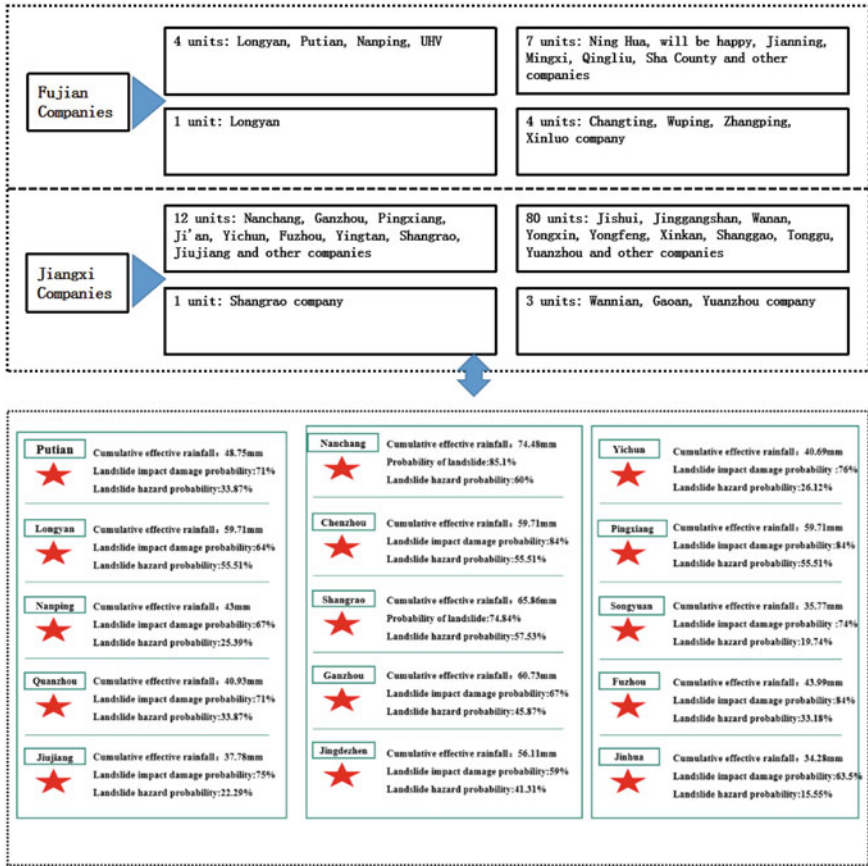 Fujian
Companies
4 units: Longyan, Putian, Nanping, UHV
7 units: Ning Hua, will be happy, Jianning,
Mingxi, Qingliu, Sha County and other
companies
1 unit: Longyan
4 units: Changting, Wuping, Zhangping,
Xinluo company
Jiangxi
Companies
12 units: Nanchang, Ganzhou, Pingxiang,
Ji'an, Yichun, Fuzhou, Yingtan, Shangrao,
Jiujiang and other companies
80 units: Jishui, Jinggangshan, Wanan,
Yongxin, Yongfeng, Xinkan, Shanggao, Tonggu,
Yuanzhou and other companies
1 unit: Shangrao company
3 units: Wannian, Gaoan, Yuanzhou company
Putian
Cumulative effective rainfall: 48.75mm
Landslide impact damage probability:71%
Landslide hazard probability:33.87%
Longyan
Cumulative effective rainfall: 59.71mm
Landslide impact damage probability:64%
Landslide hazard probability:55.51%
Nanping
Cumulative effective rainfall: 43mm
Landslide impact damage probability:67%
Landslide hazard probability:25.39%
Quanzhou
Cumulative effective rainfall: 40.93mm
Landslide impact damage probability:71%
Landslide hazard probability:33.87%
Jiujiang
Cumulative effective rainfall: 37.78mm
Landslide impact damage probability:75%
Landslide hazard probability:22.29%
Nanchang
Cumulative effective rainfall: 74.48mm
Probability of landslide:85.1%
Landslide hazard probability:60%
Chenzhou
Cumulative effective rainfall: 59.71mm
Landslide impact damage probability:84%
Landslide hazard probability:55.51%
Shangrao
Cumulative effective rainfall: 65.86mm
Probability of landslide:74.84%
Landslide hazard probability:57.53%
Ganzhou
Cumulative effective rainfall: 60.73mm
Landslide impact damage probability:67%
Landslide hazard probability:45.87%
Jingdezhen
Cumulative effective rainfall: 56.11mm
Landslide impact damage probability:59%
Landslide hazard probability:41.31%
Yichun
Cumulative effective rainfall: 40.69mm
Landslide impact damage probability :76%
Landslide hazard probability:26.12%
Pingxiang
Cumulative effective rainfall: 59.71mm
Landslide impact damage probability:84%
Landslide hazard probability:55.51%
Songyuan
Cumulative effective rainfall: 35.77mm
Landslide impact damage probability :74%
Landslide hazard probability:19.74%
Fuzhou
Cumulative effective rainfall: 43.99mm
Landslide impact damage probability:84%
Landslide hazard probability:33.18%
Jinhua
Cumulative effective rainfall: 34.28mm
Landslide impact damage probability:63.5%
Landslide hazard probability:15.55%